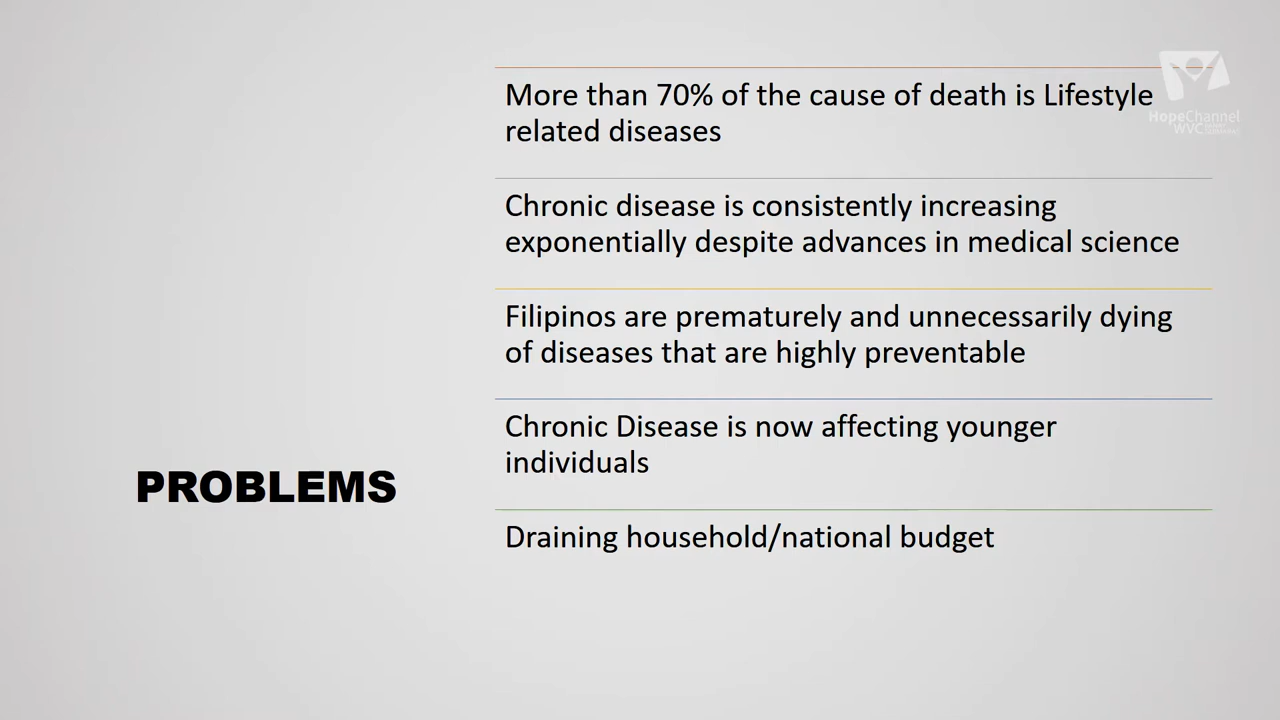 More than 70% of the cause of death is Lifestyle
related diseases
HopeChannel
WVC
Chronic disease is consistently increasing
exponentially despite advances in medical science
Filipinos are prematurely and unnecessarily dying
of diseases that are highly preventable
Chronic Disease is now affecting younger
individuals
PROBLEMS
Draining household/national budget